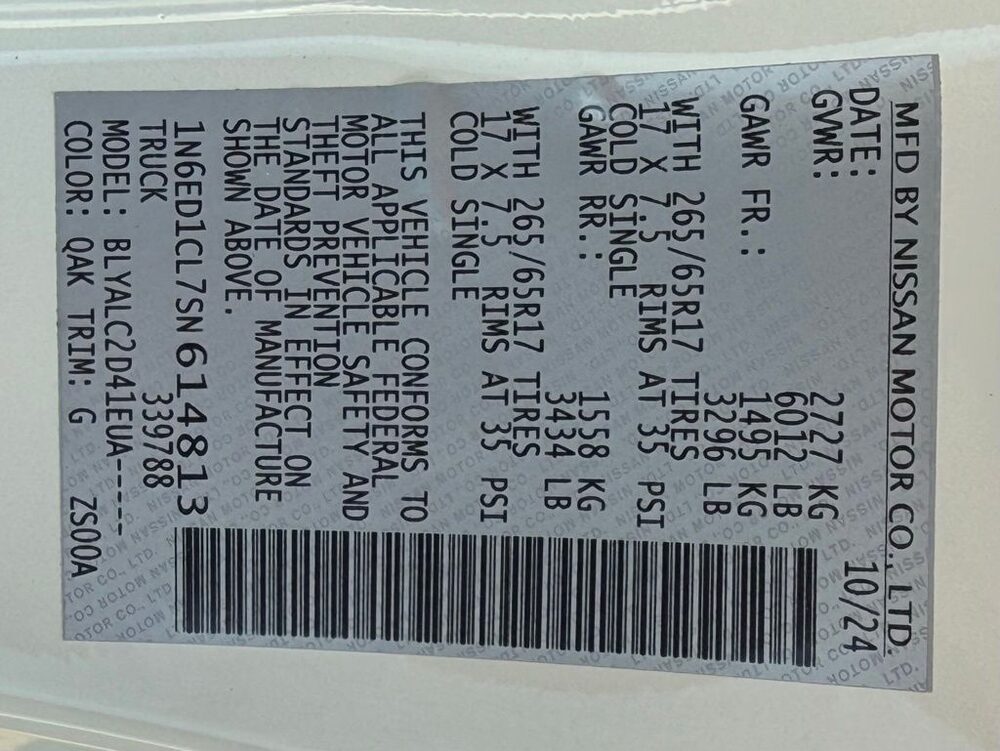 MFD BY NISSAN MOTOR CO., LTD.
DATE: 10/24
GVWR: 2727 KG
6012 LB
GAWR FR.: 1495 KG
3296 LB
WITH 265/65R17 TIRES
17 X 7.5 RIMS AT 35 PSI
COLD SINGLE
GAWR RR.: 1558 KG
3434 LB
WITH 265/65R17 TIRES
17 X 7.5 RIMS AT 35 PSI
COLD SINGLE
THIS VEHICLE CONFORMS TO
ALL APPLICABLE FEDERAL
MOTOR VEHICLE SAFETY AND
THEFT PREVENTION
STANDARDS IN EFFECT ON
THE DATE OF MANUFACTURE
SHOWN ABOVE.
1N6ED1CL7SN614813
TRUCK 339788
MODEL: BLYALC2D41EUA-----
COLOR: QAK TRIM: G ZS00A